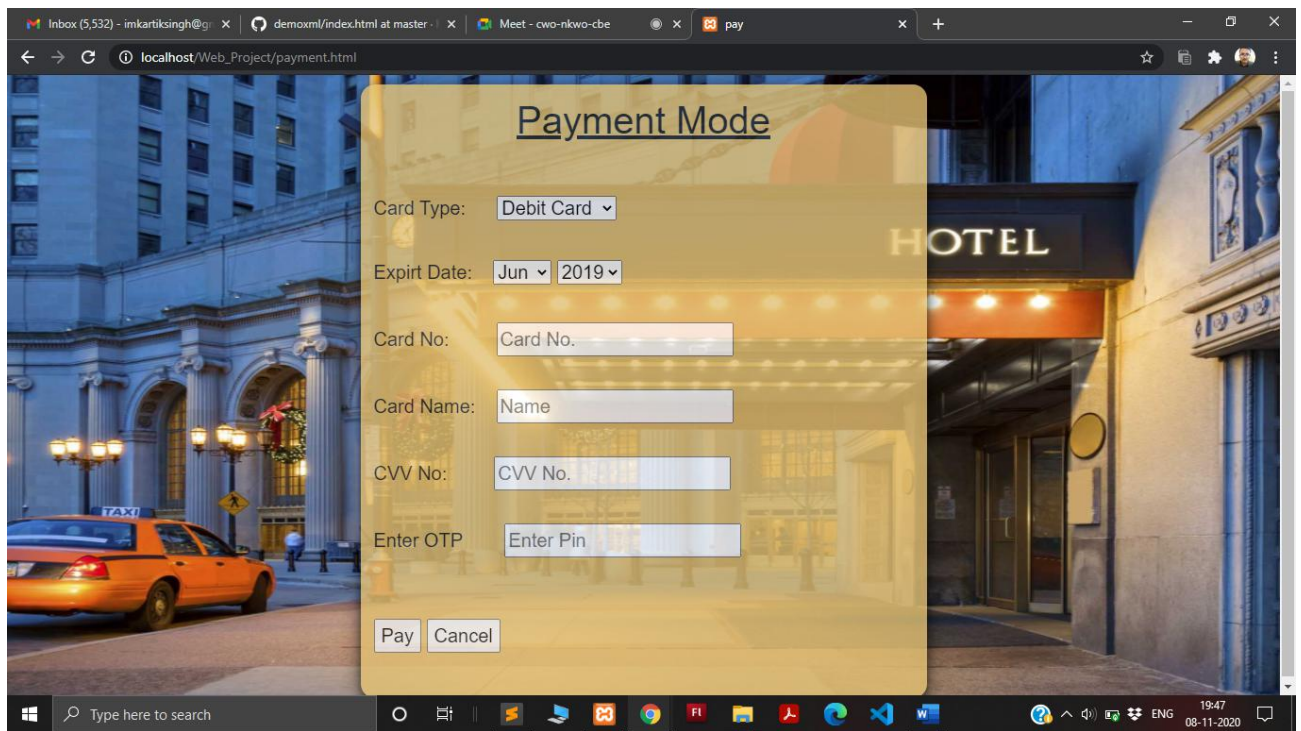 Inbox (5,532) - imkartiksingh@g
demoxml/index.html at master ·
Meet - cwo-nkwo-cbe
pay
localhost/Web_Project/payment.html
Payment Mode
Card Type: Debit Card
HOTEL
Expirt Date: Jun 2019
Card No: Card No.
Card Name: Name
CVV No: CVV No.
TAXI
Enter OTP Enter Pin
Pay Cancel
Type here to search
ENG
19:47
08-11-2020